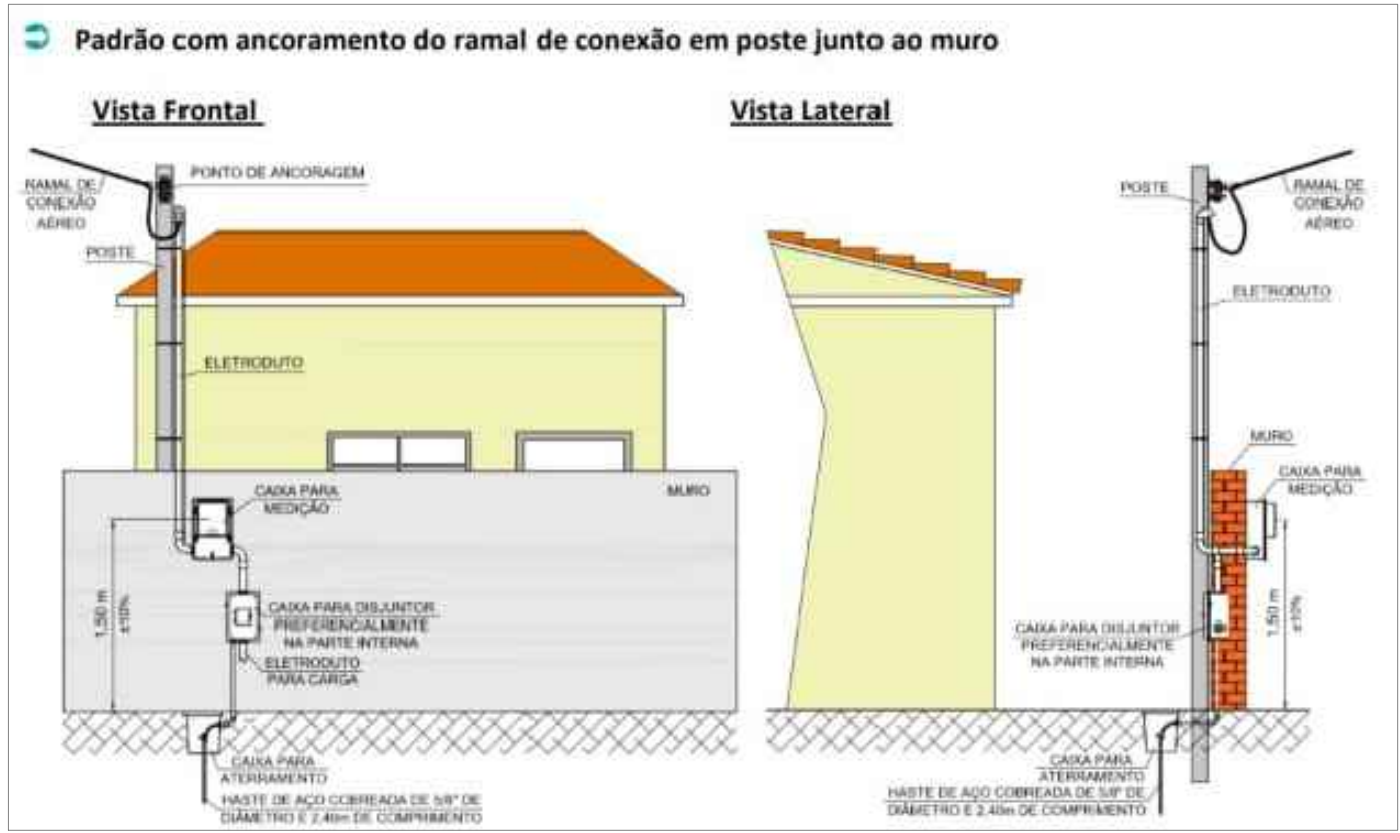 Padrão com ancoramento do ramal de conexão em poste junto ao muro
Vista Frontal
RAMAL DE
CONEXÃO
AÉREO
PONTO DE ANCORAGEM
POSTE
ELETRODUTO
CAIXA PARA
MEDIÇÃO
MURO
1,50 m
±10%
CAIXA PARA DISJUNTOR
PREFERENCIALMENTE
NA PARTE INTERNA
ELETRODUTO
PARA CARGA
CAIXA PARA
ATERRAMENTO
HASTE DE AÇO COBREADA DE 5/8" DE
DIÂMETRO E 2,40m DE COMPRIMENTO
Vista Lateral
POSTE
RAMAL DE
CONEXÃO
AÉREO
ELETRODUTO
MURO
CAIXA PARA
MEDIÇÃO
CAIXA PARA DISJUNTOR
PREFERENCIALMENTE
NA PARTE INTERNA
1,50 m
±10%
CAIXA PARA
ATERRAMENTO
HASTE DE AÇO COBREADA DE 5/8" DE
DIÂMETRO E 2,40m DE COMPRIMENTO